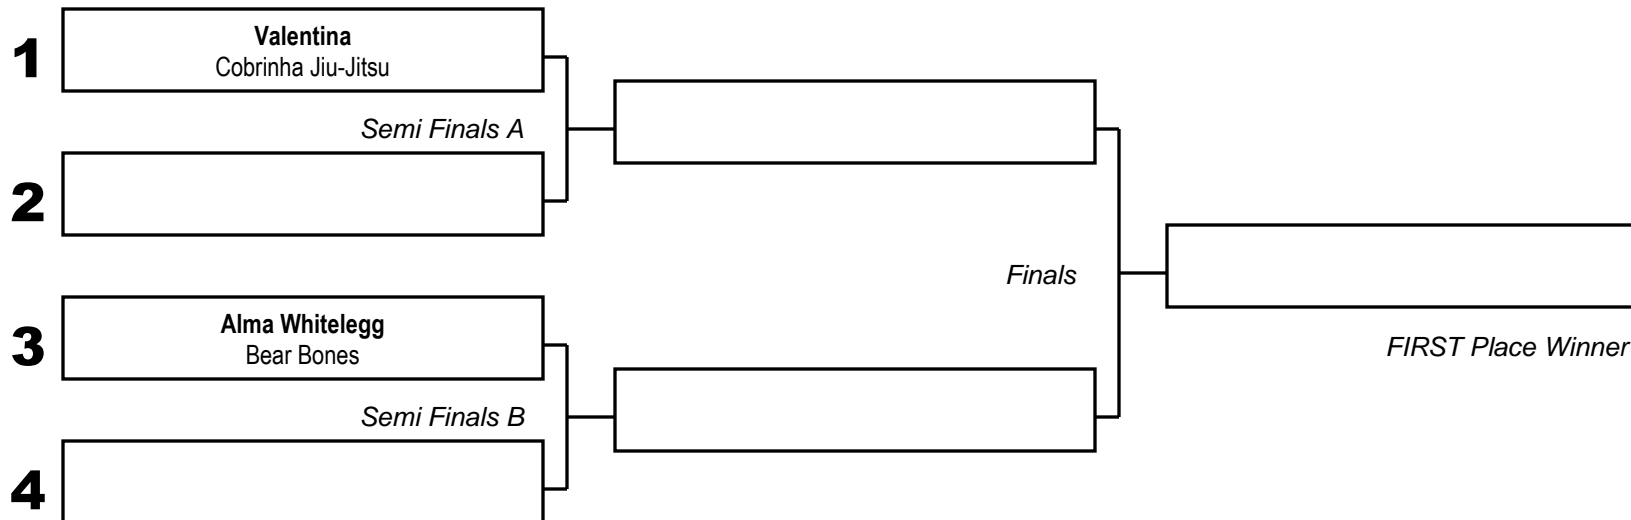 1
Valentina
Cobrinha Jiu-Jitsu
Semi Finals A
2
Finals
3
Alma Whitelegg
Bear Bones
FIRST Place Winner
Semi Finals B
4